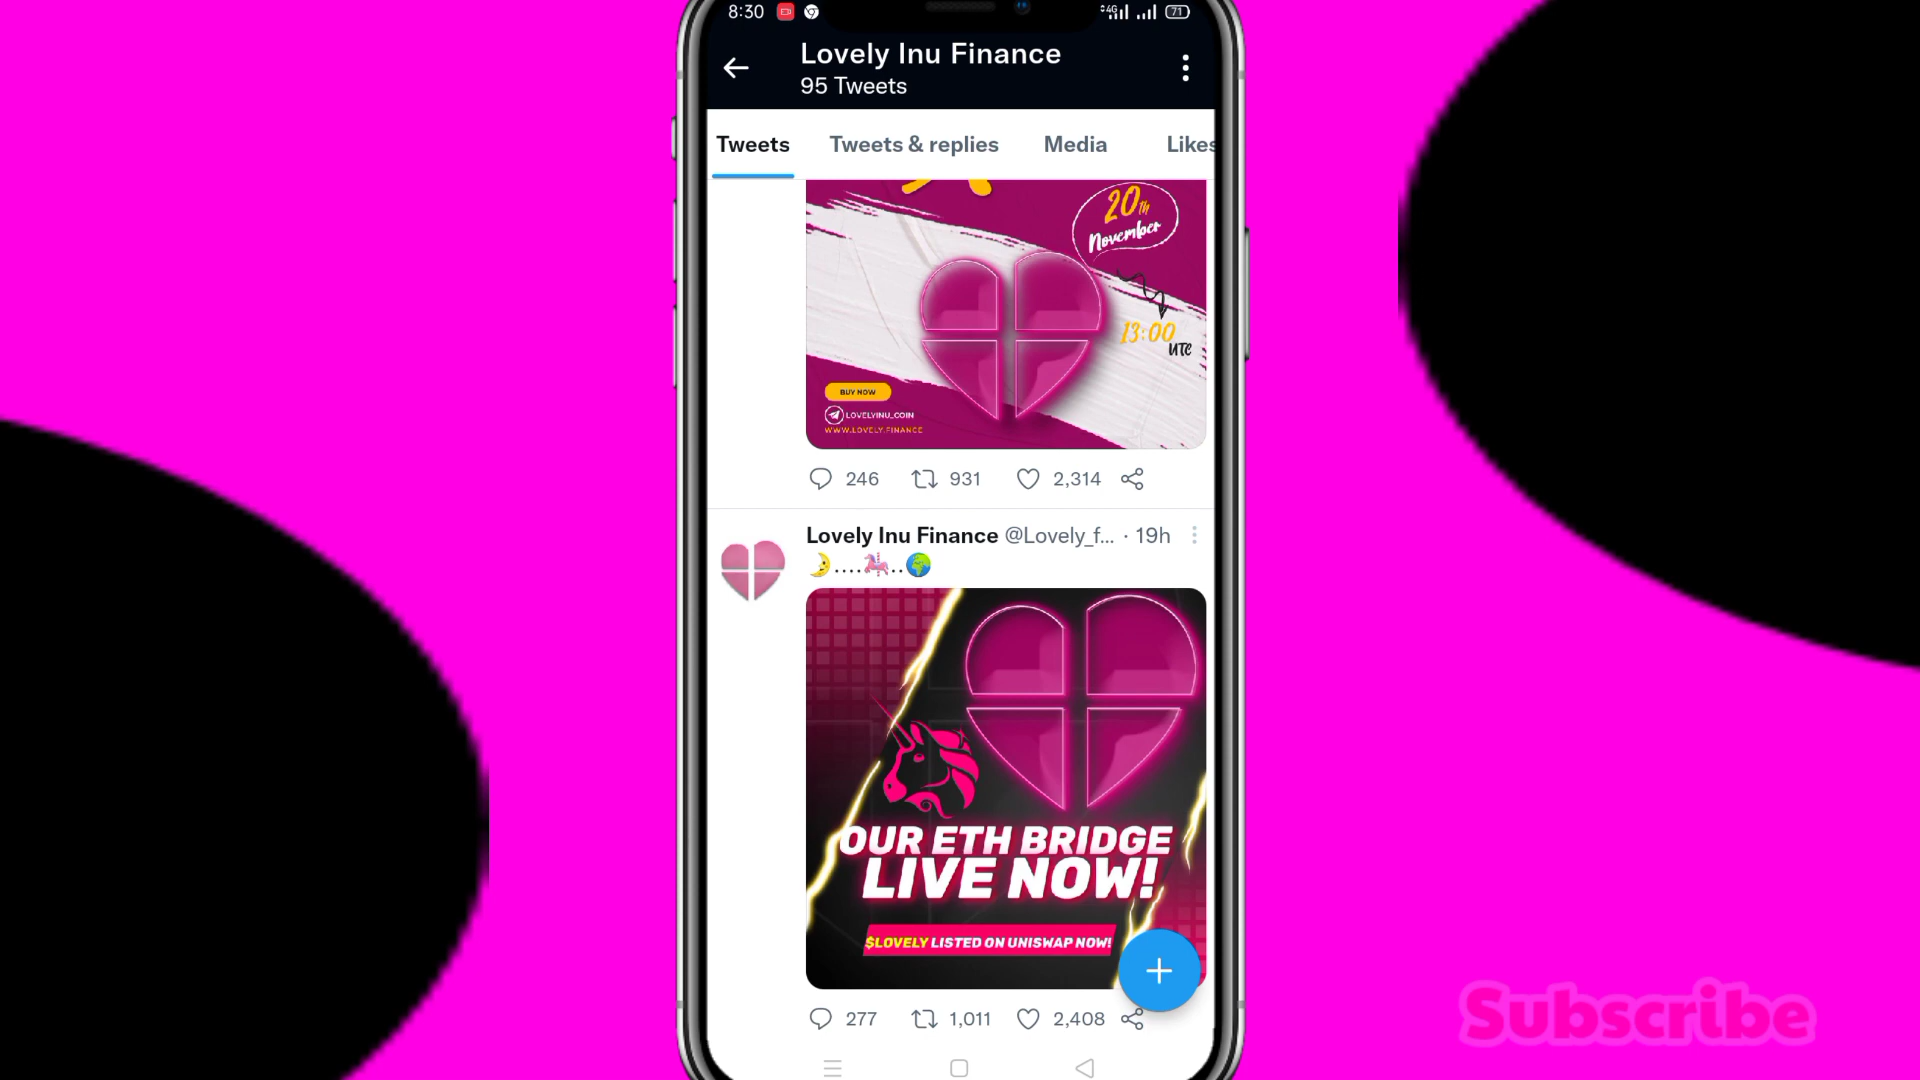 8:30
4G
71
Lovely Inu Finance
95 Tweets
Tweets
Tweets & replies
Media
Likes
20th
November
13:00
UTC
BUY NOW
LOVELYINU_COIN
WWW.LOVELY.FINANCE
246
931
2,314
Lovely Inu Finance @Lovely_f... · 19h
🌛....🎠..🌍
OUR ETH BRIDGE
LIVE NOW!
$LOVELY LISTED ON UNISWAP NOW!
277
1,011
2,408
Subscribe